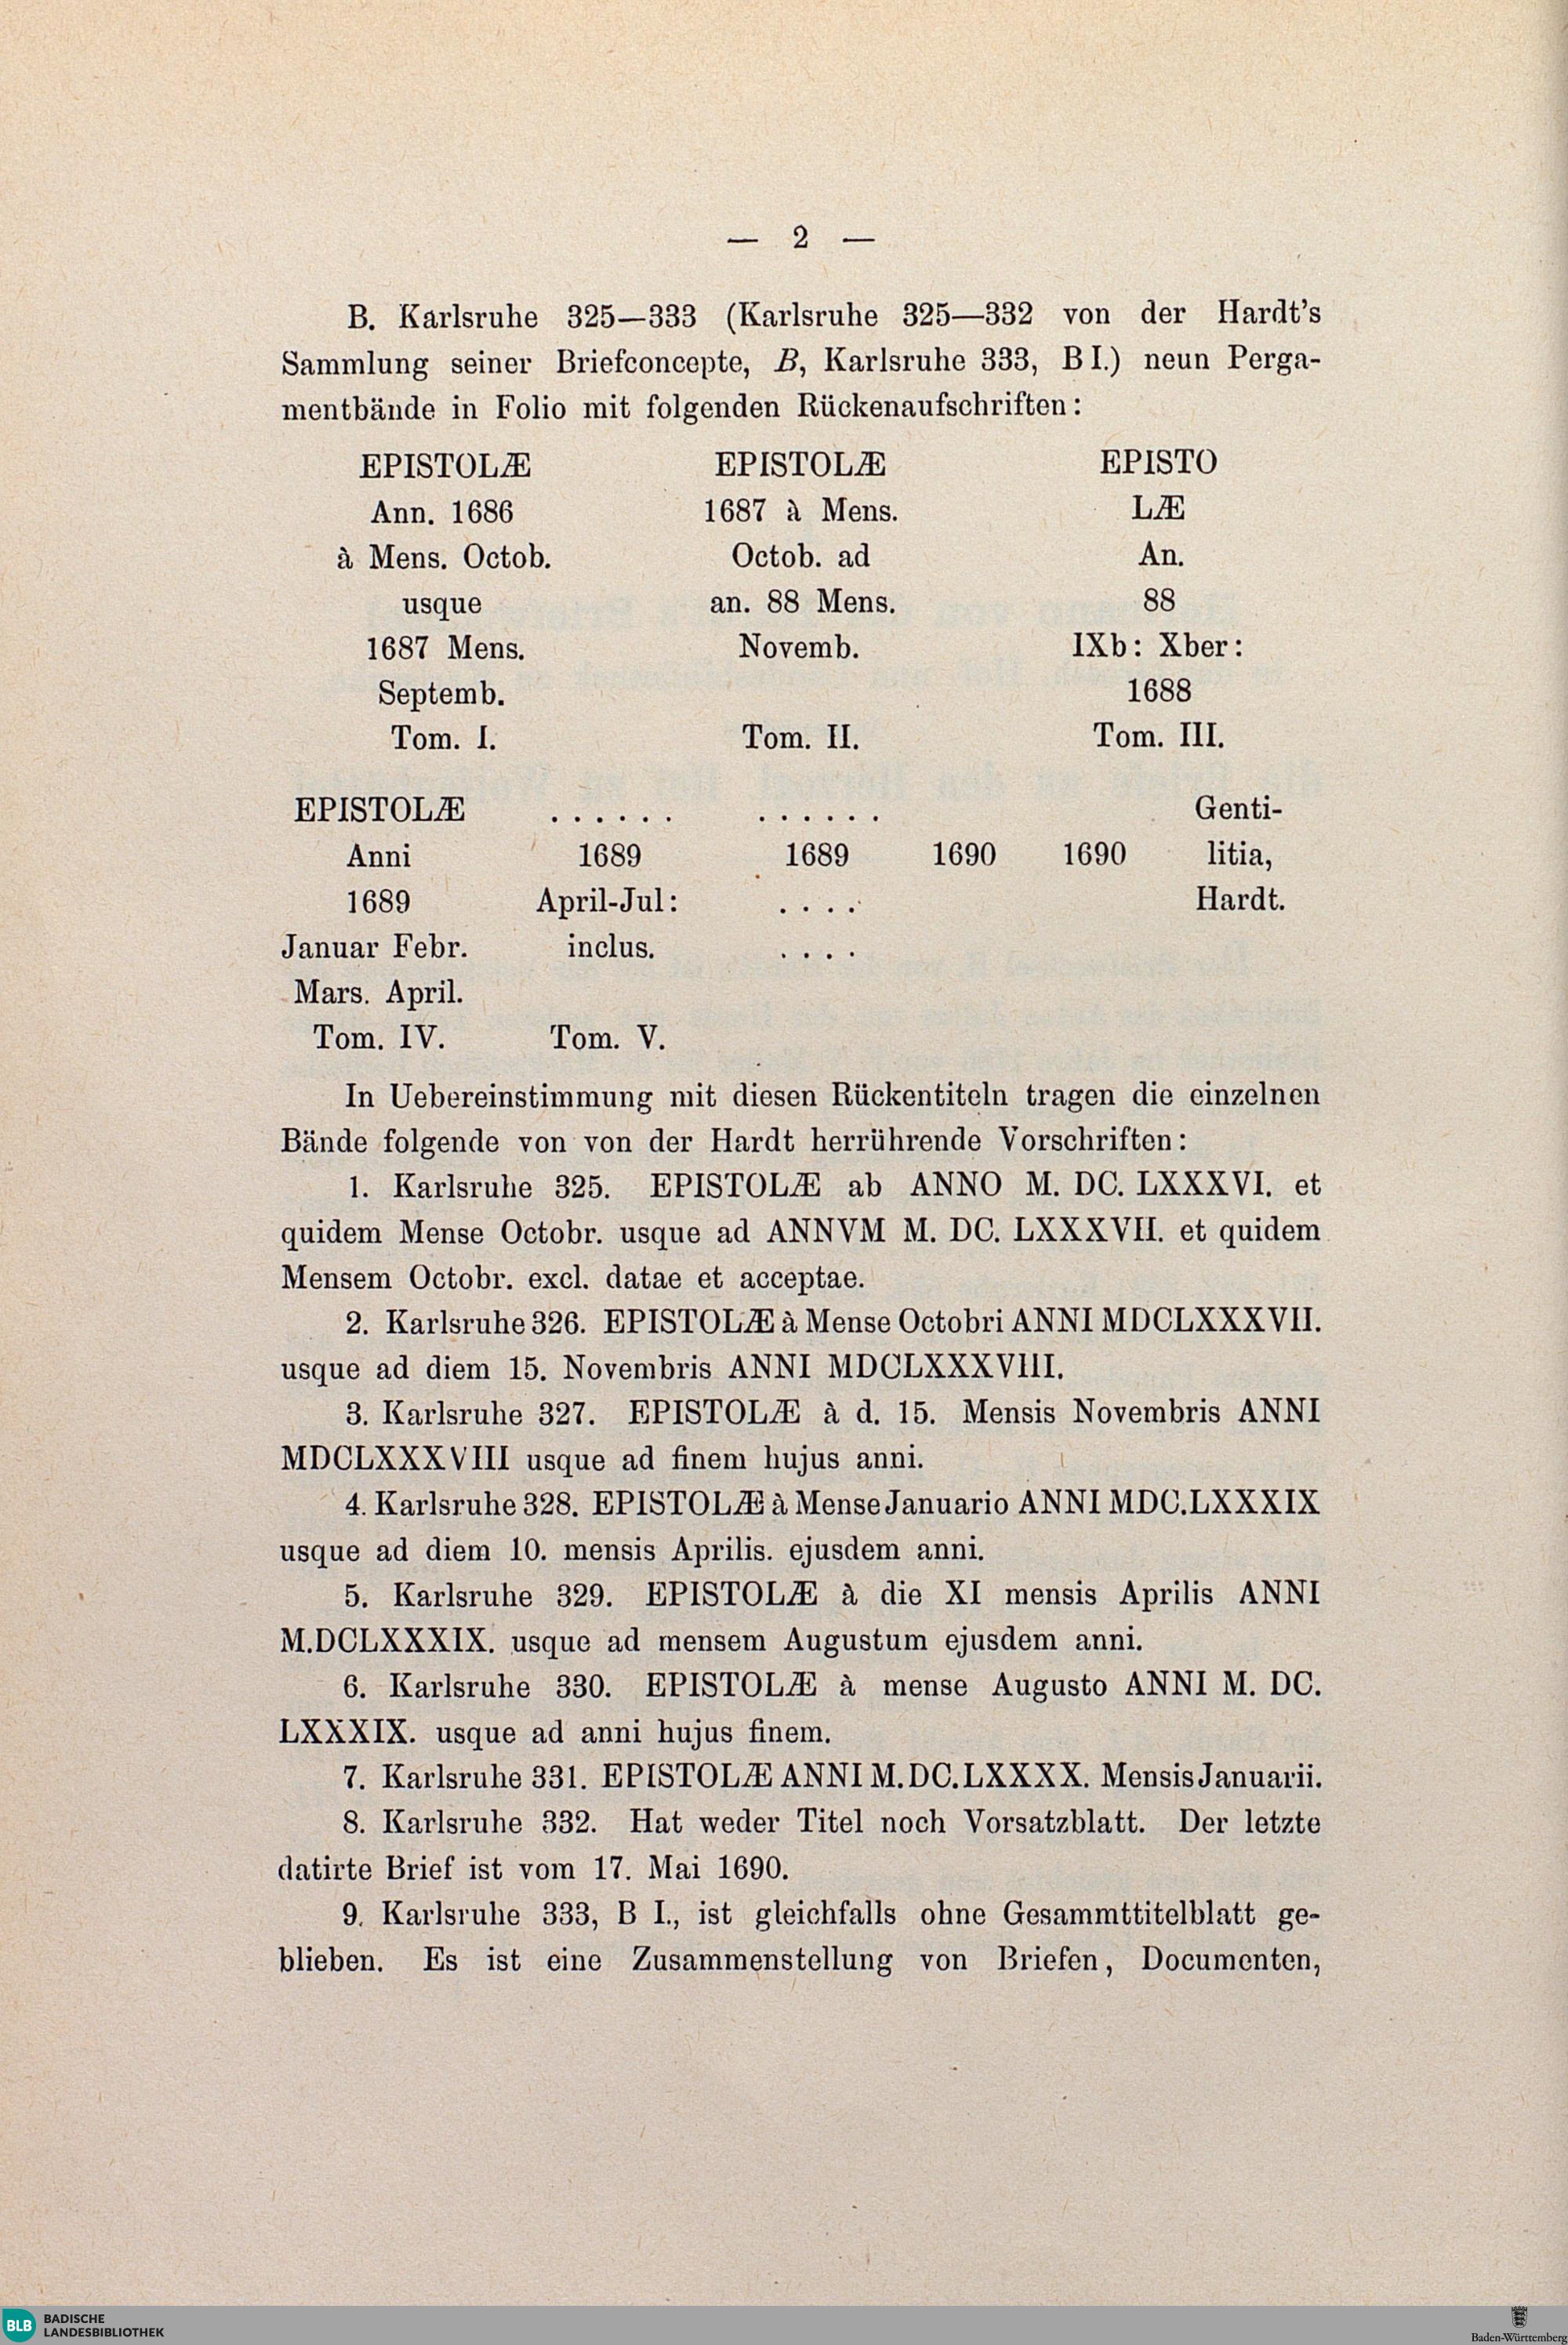 — 2 —
B. Karlsruhe 325—333 (Karlsruhe 325—332 von der Hardt's
Sammlung seiner Briefconcepte, B, Karlsruhe 333, B I.) neun Perga-
mentbände in Folio mit folgenden Rückenaufschriften:
EPISTOLÆ EPISTOLÆ EPISTO
Ann. 1686 1687 à Mens. LÆ
à Mens. Octob. Octob. ad An.
usque an. 88 Mens. 88
1687 Mens. Novemb. IXb: Xber:
Septemb. 1688
Tom. I. Tom. II. Tom. III.
EPISTOLÆ . . . . . . . . . . . . Genti-
Anni 1689 1689 1690 1690 litia,
1689 April-Jul: . . . . Hardt.
Januar Febr. inclus. . . . .
Mars. April.
Tom. IV. Tom. V.
In Uebereinstimmung mit diesen Rückentiteln tragen die einzelnen
Bände folgende von von der Hardt herrührende Vorschriften:
1. Karlsruhe 325. EPISTOLÆ ab ANNO M. DC. LXXXVI. et
quidem Mense Octobr. usque ad ANNVM M. DC. LXXXVII. et quidem
Mensem Octobr. excl. datae et acceptae.
2. Karlsruhe 326. EPISTOLÆ à Mense Octobri ANNI MDCLXXXVII.
usque ad diem 15. Novembris ANNI MDCLXXXVIII.
3. Karlsruhe 327. EPISTOLÆ à d. 15. Mensis Novembris ANNI
MDCLXXXVIII usque ad finem hujus anni.
4. Karlsruhe 328. EPISTOLÆ à Mense Januario ANNI MDC.LXXXIX
usque ad diem 10. mensis Aprilis. ejusdem anni.
5. Karlsruhe 329. EPISTOLÆ à die XI mensis Aprilis ANNI
M.DCLXXXIX. usque ad mensem Augustum ejusdem anni.
6. Karlsruhe 330. EPISTOLÆ à mense Augusto ANNI M. DC.
LXXXIX. usque ad anni hujus finem.
7. Karlsruhe 331. EPISTOLÆ ANNI M.DC.LXXXX. Mensis Januarii.
8. Karlsruhe 332. Hat weder Titel noch Vorsatzblatt. Der letzte
datirte Brief ist vom 17. Mai 1690.
9. Karlsruhe 333, B I., ist gleichfalls ohne Gesammttitelblatt ge-
blieben. Es ist eine Zusammenstellung von Briefen, Documenten,
BLB BADISCHE
LANDESBIBLIOTHEK
Baden-Württemberg